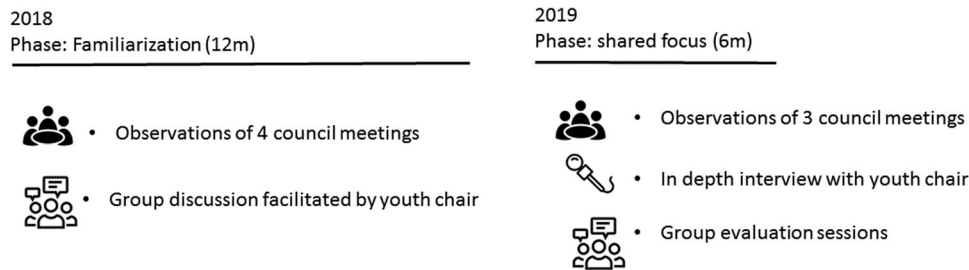 2018
Phase: Familiarization (12m)
• Observations of 4 council meetings
• Group discussion facilitated by youth chair
2019
Phase: shared focus (6m)
• Observations of 3 council meetings
• In depth interview with youth chair
• Group evaluation sessions